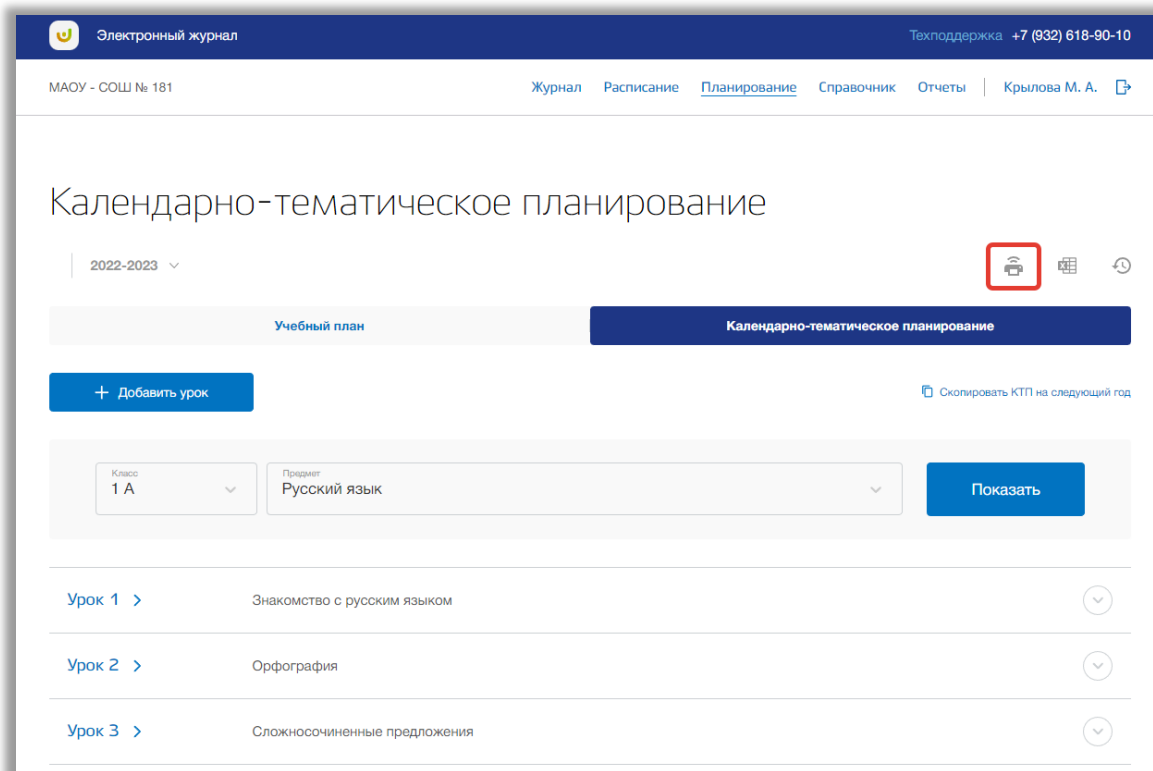 Электронный журнал
Техподдержка +7 (932) 618-90-10
МАОУ - СОШ № 181
Журнал Расписание Планирование Справочник Отчеты Крылова М. А.
Календарно-тематическое планирование
2022-2023
Учебный план
Календарно-тематическое планирование
+ Добавить урок
Скопировать КТП на следующий год
Класс
1 А
Предмет
Русский язык
Показать
Урок 1 Знакомство с русским языком
Урок 2 Орфография
Урок 3 Сложносочиненные предложения